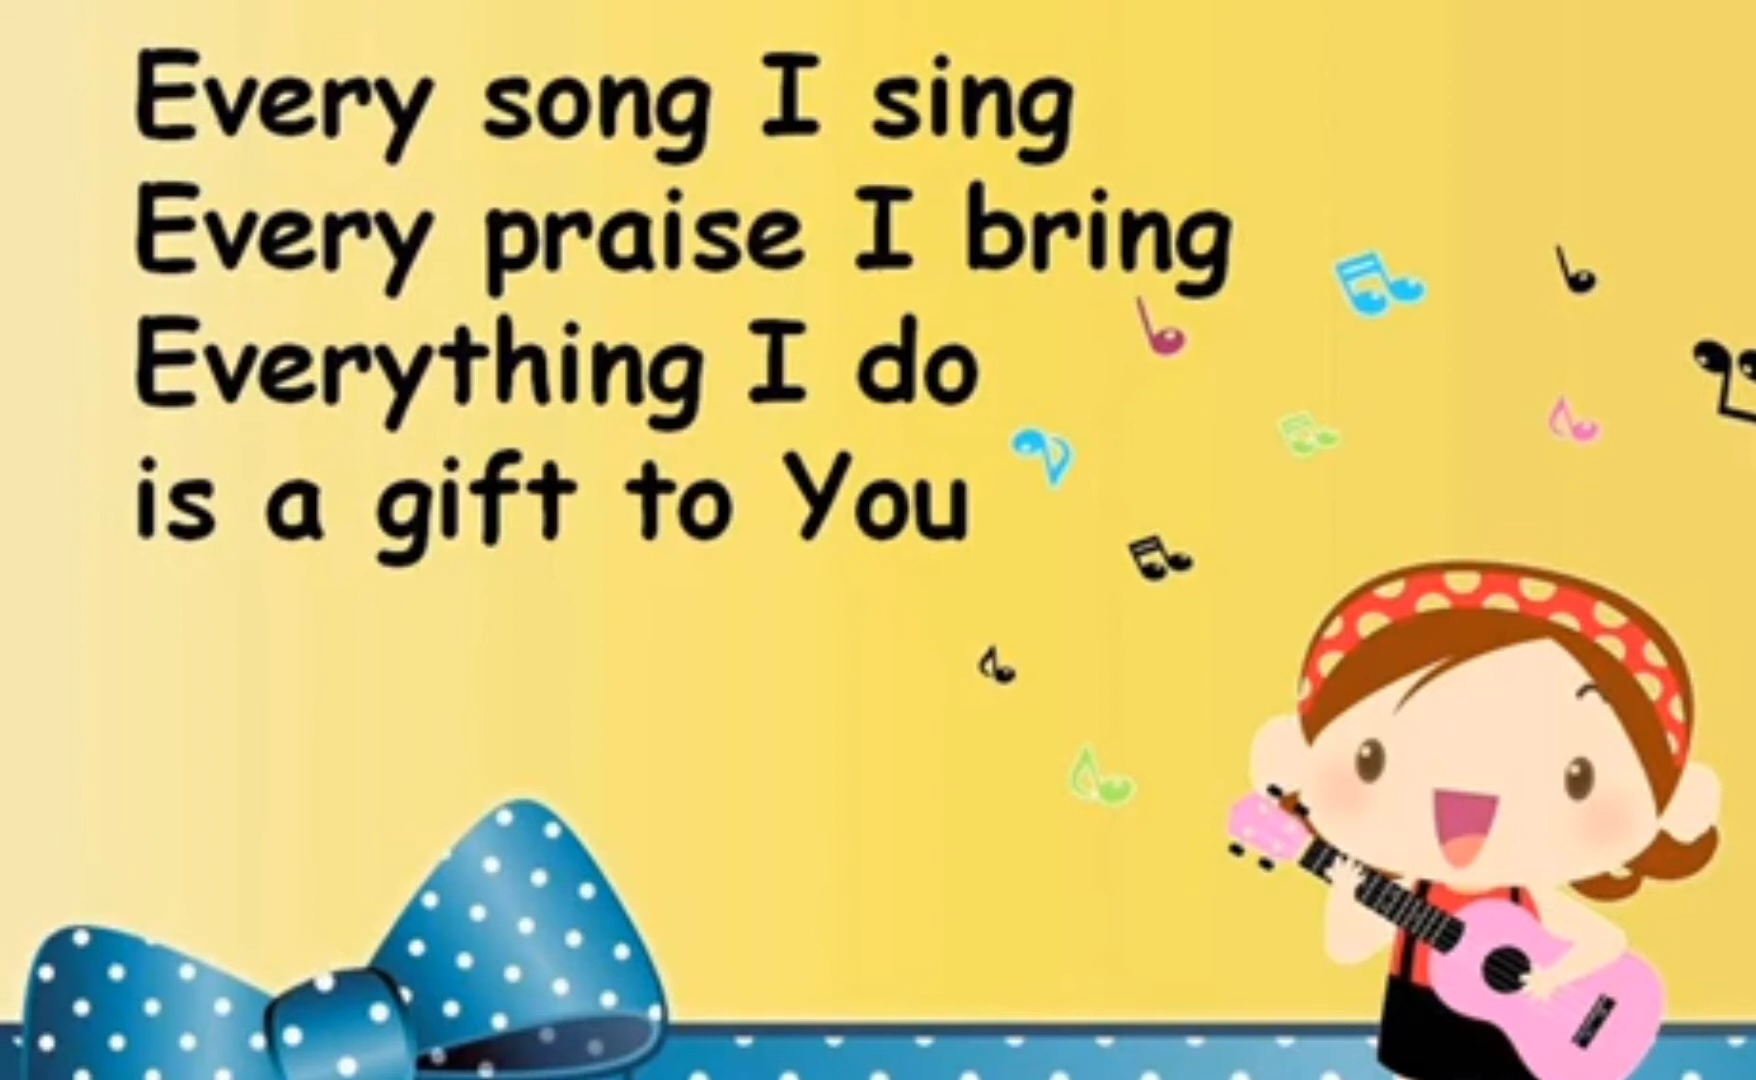 Every song I sing
Every praise I bring
Everything I do
is a gift to You